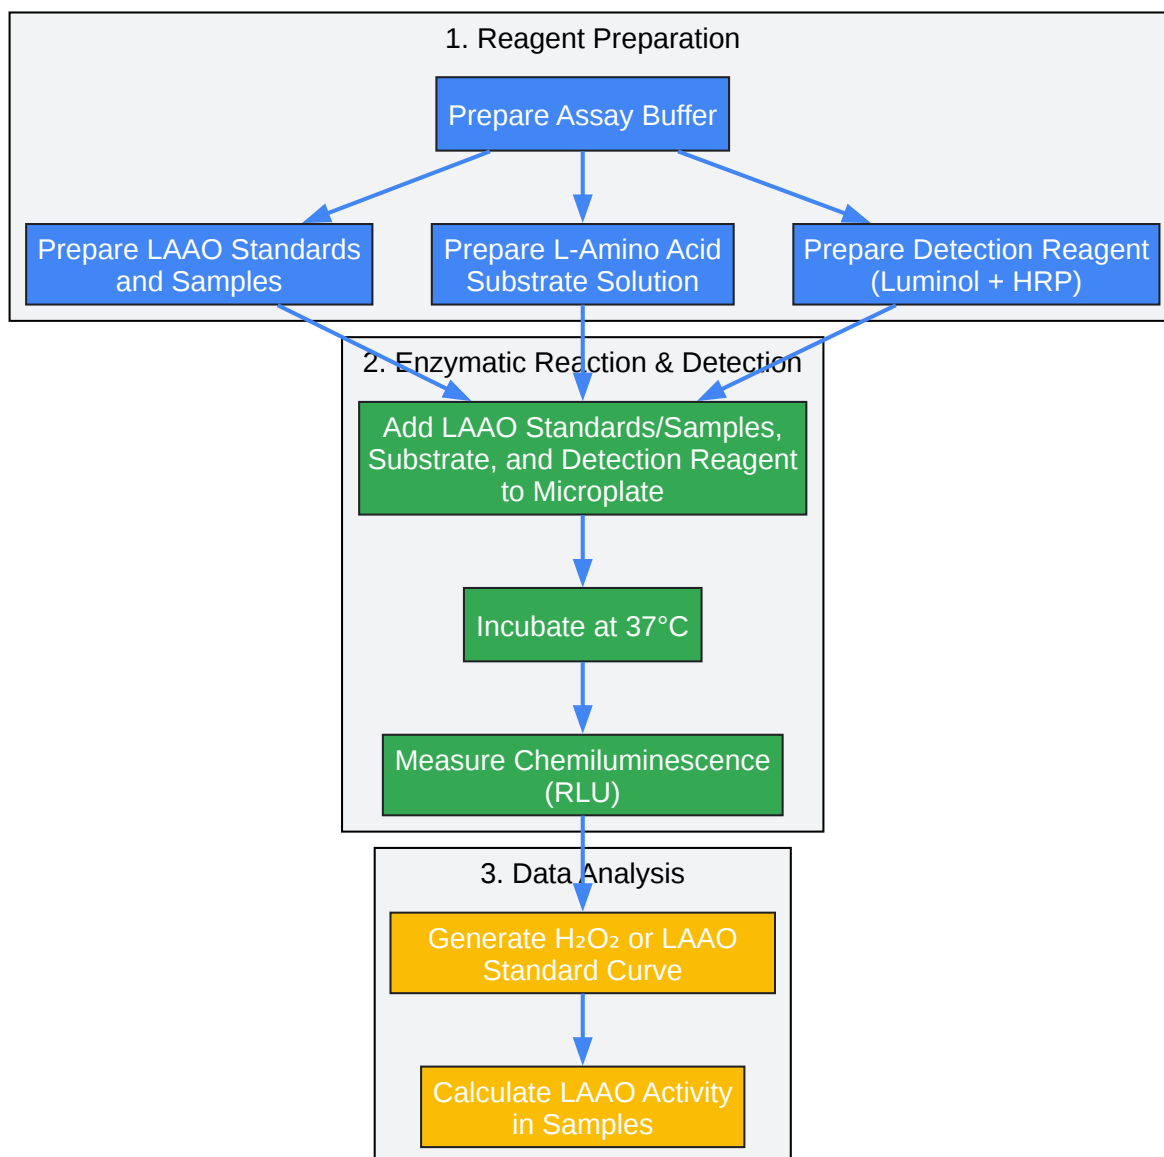 1. Reagent Preparation
Prepare Assay Buffer
Prepare LAAO Standards
and Samples
Prepare L-Amino Acid
Substrate Solution
Prepare Detection Reagent
(Luminol + HRP)
2. Enzymatic Reaction & Detection
Add LAAO Standards/Samples,
Substrate, and Detection Reagent
to Microplate
Incubate at 37°C
Measure Chemiluminescence
(RLU)
3. Data Analysis
Generate H₂O₂ or LAAO
Standard Curve
Calculate LAAO Activity
in Samples